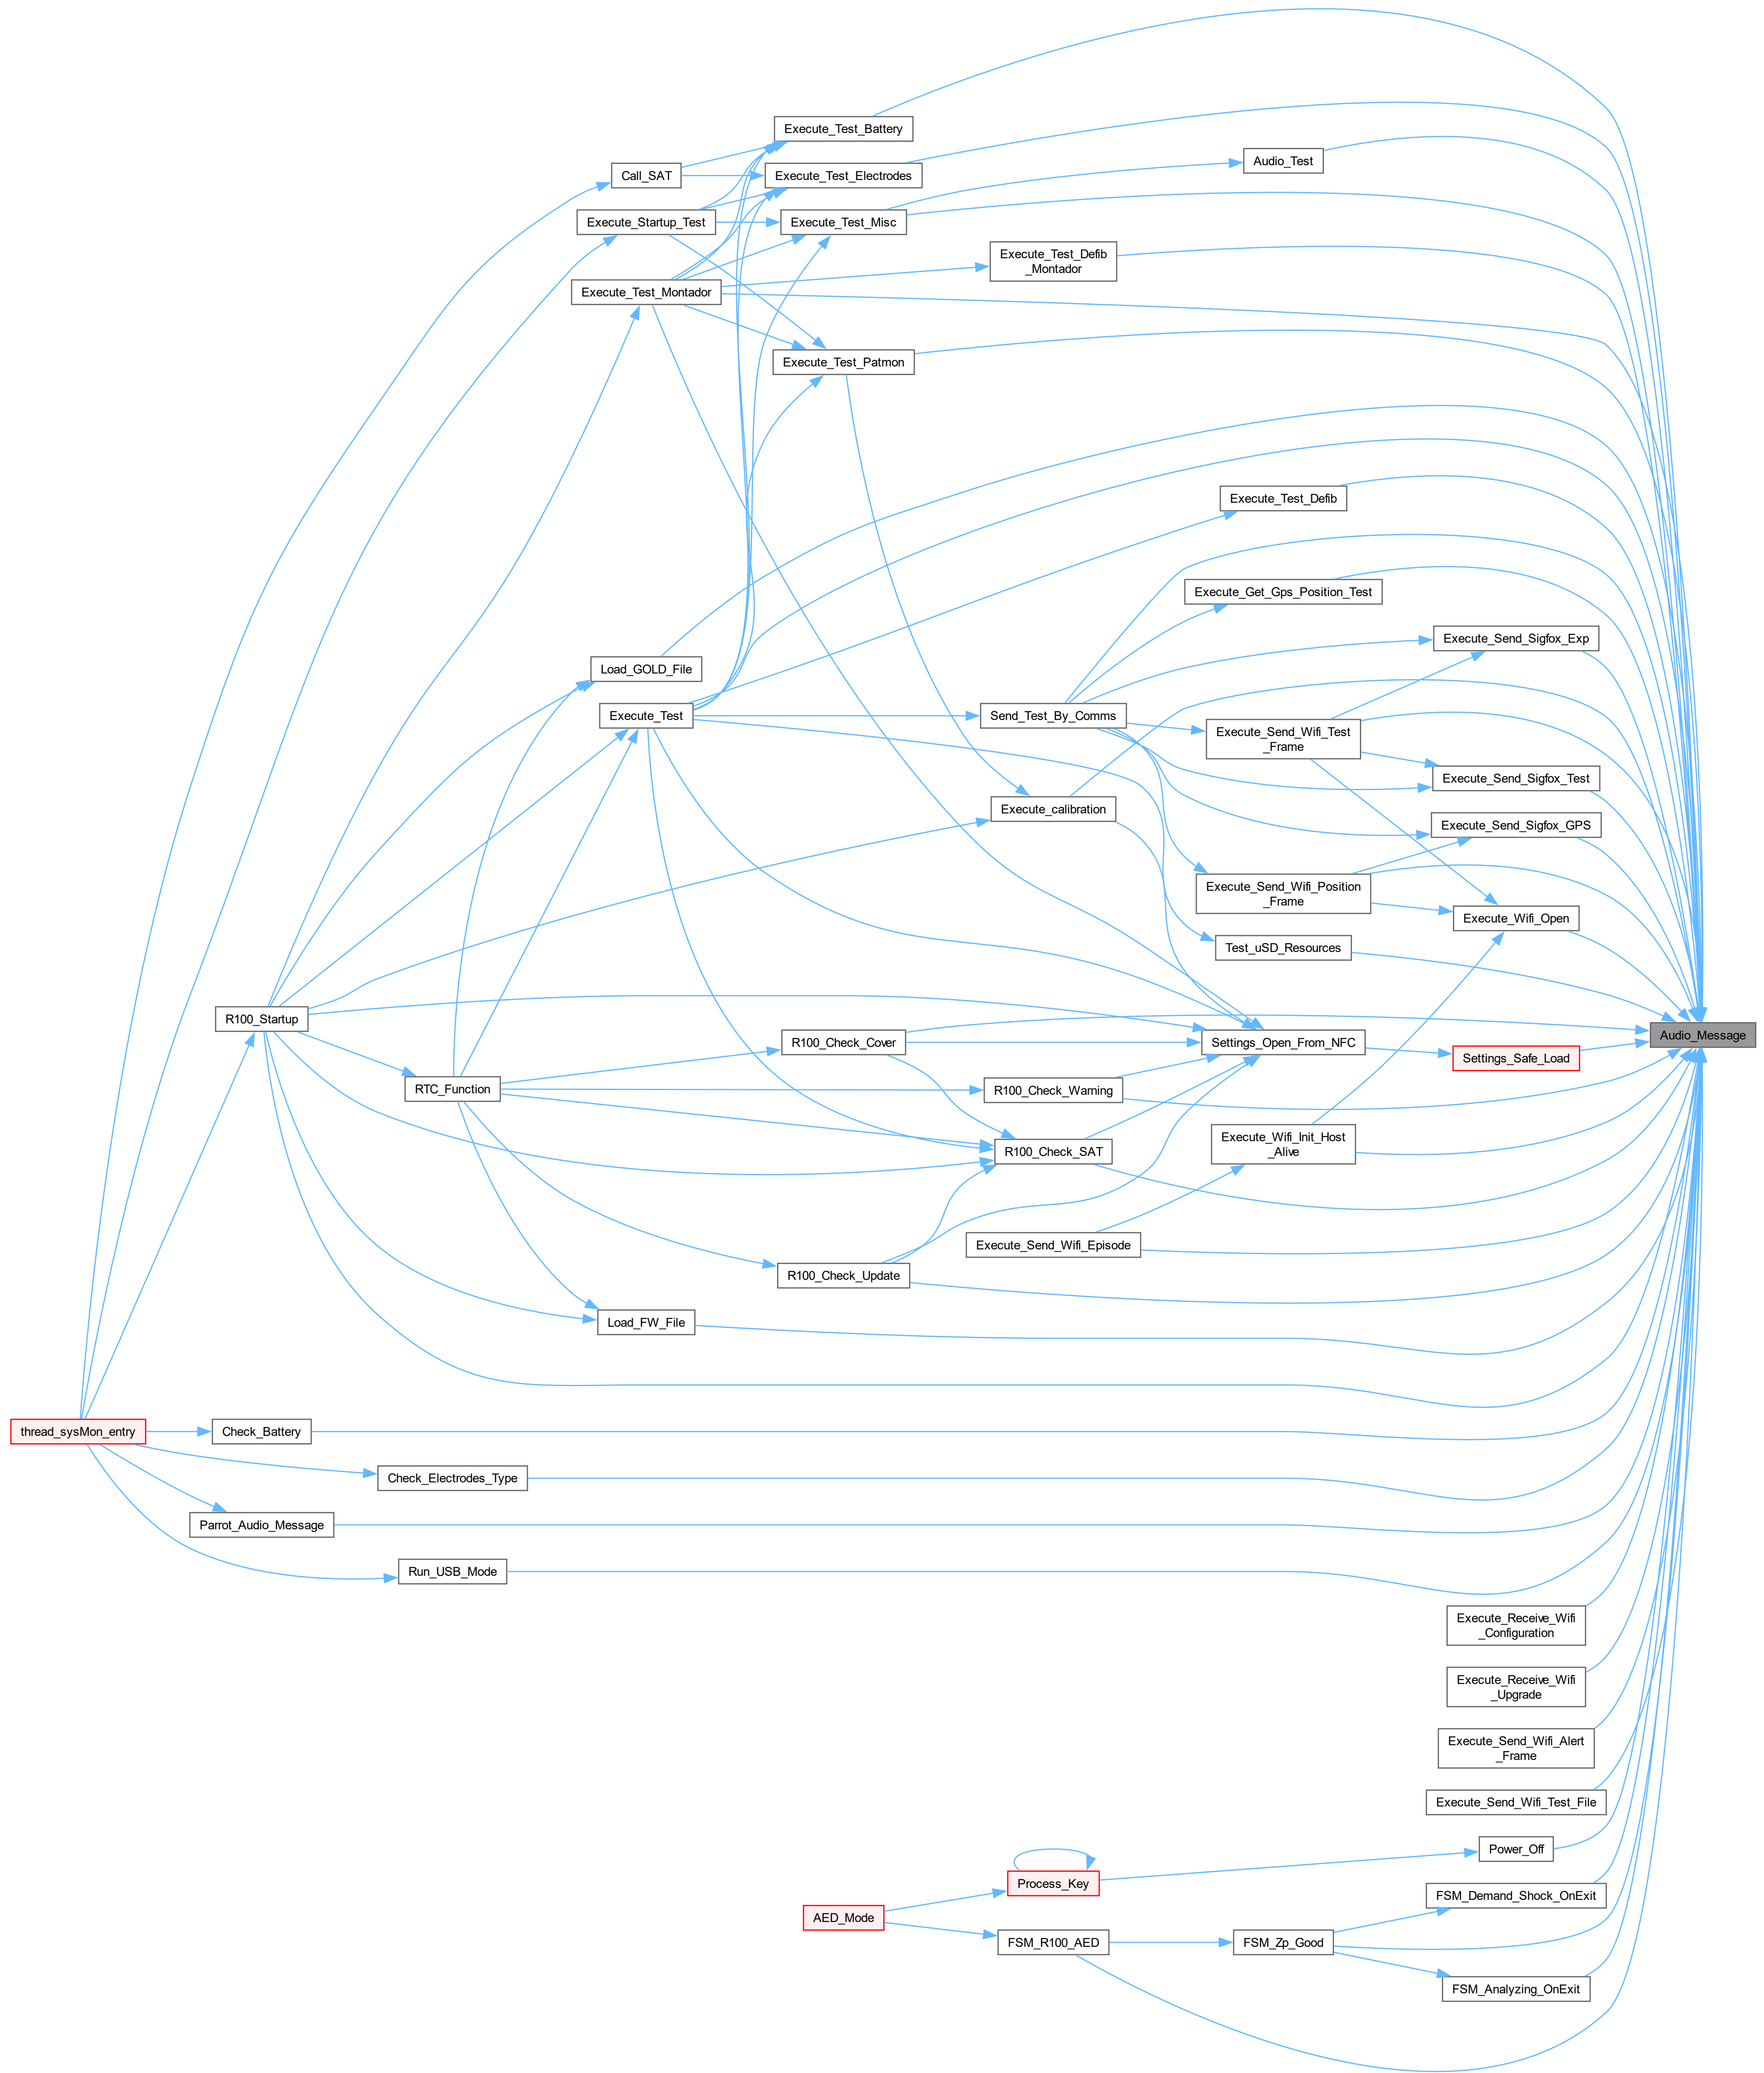 Execute_Test_Battery
Audio_Test
Call_SAT
Execute_Test_Electrodes
Execute_Startup_Test
Execute_Test_Misc
Execute_Test_Defib
_Montador
Execute_Test_Montador
Execute_Test_Patmon
Execute_Test_Defib
Execute_Get_Gps_Position_Test
Execute_Send_Sigfox_Exp
Load_GOLD_File
Execute_Test
Send_Test_By_Comms
Execute_Send_Wifi_Test
_Frame
Execute_Send_Sigfox_Test
Execute_calibration
Execute_Send_Sigfox_GPS
Execute_Send_Wifi_Position
_Frame
Execute_Wifi_Open
Test_uSD_Resources
R100_Startup
Audio_Message
R100_Check_Cover
Settings_Open_From_NFC
Settings_Safe_Load
RTC_Function
R100_Check_Warning
Execute_Wifi_Init_Host
_Alive
R100_Check_SAT
Execute_Send_Wifi_Episode
R100_Check_Update
Load_FW_File
thread_sysMon_entry
Check_Battery
Check_Electrodes_Type
Parrot_Audio_Message
Run_USB_Mode
Execute_Receive_Wifi
_Configuration
Execute_Receive_Wifi
_Upgrade
Execute_Send_Wifi_Alert
_Frame
Execute_Send_Wifi_Test_File
Power_Off
Process_Key
FSM_Demand_Shock_OnExit
AED_Mode
FSM_R100_AED
FSM_Zp_Good
FSM_Analyzing_OnExit